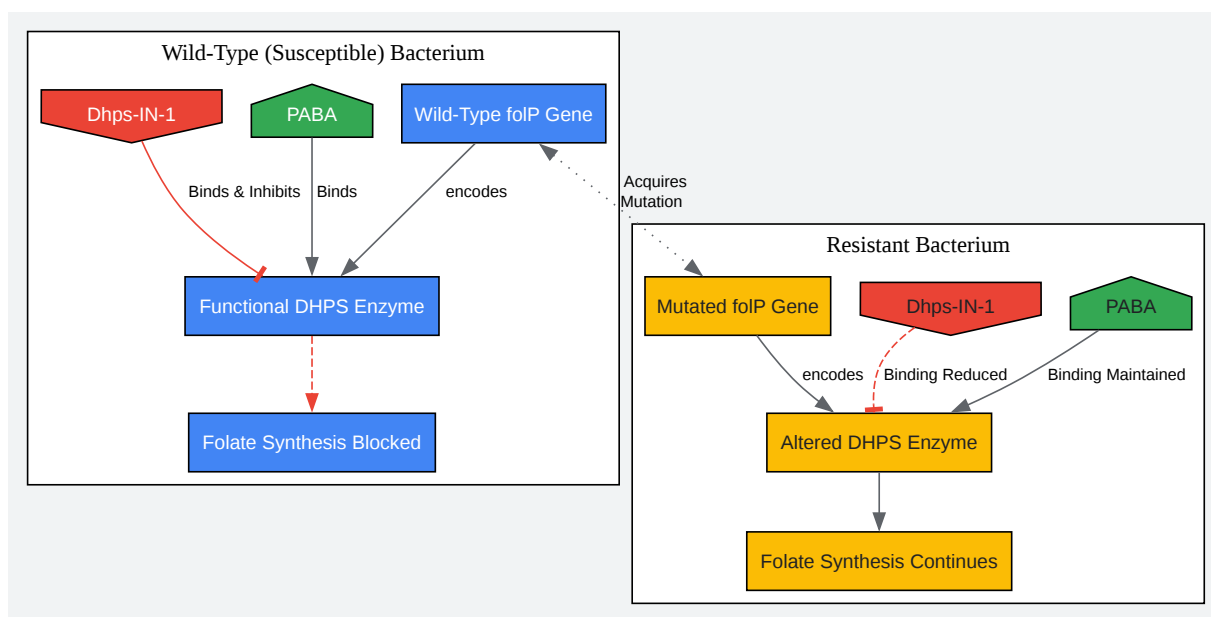 Wild-Type (Susceptible) Bacterium
Dhps-IN-1
PABA
Wild-Type folP Gene
Binds & Inhibits
Binds
encodes
Functional DHPS Enzyme
Folate Synthesis Blocked
Acquires
Mutation
Resistant Bacterium
Mutated folP Gene
Dhps-IN-1
PABA
encodes
Binding Reduced
Binding Maintained
Altered DHPS Enzyme
Folate Synthesis Continues